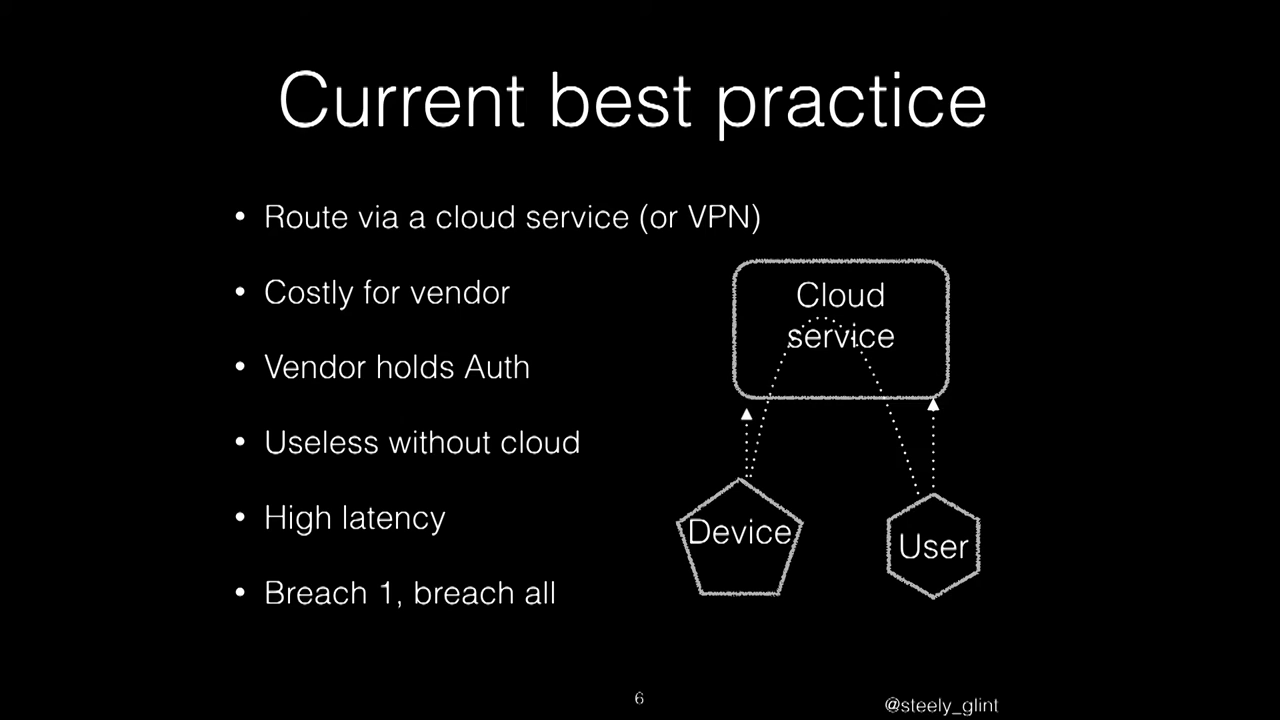 Current best practice
• Route via a cloud service (or VPN)
• Costly for vendor
• Vendor holds Auth
• Useless without cloud
• High latency
• Breach 1, breach all
Cloud
service
Device
User
6
@steely_glint